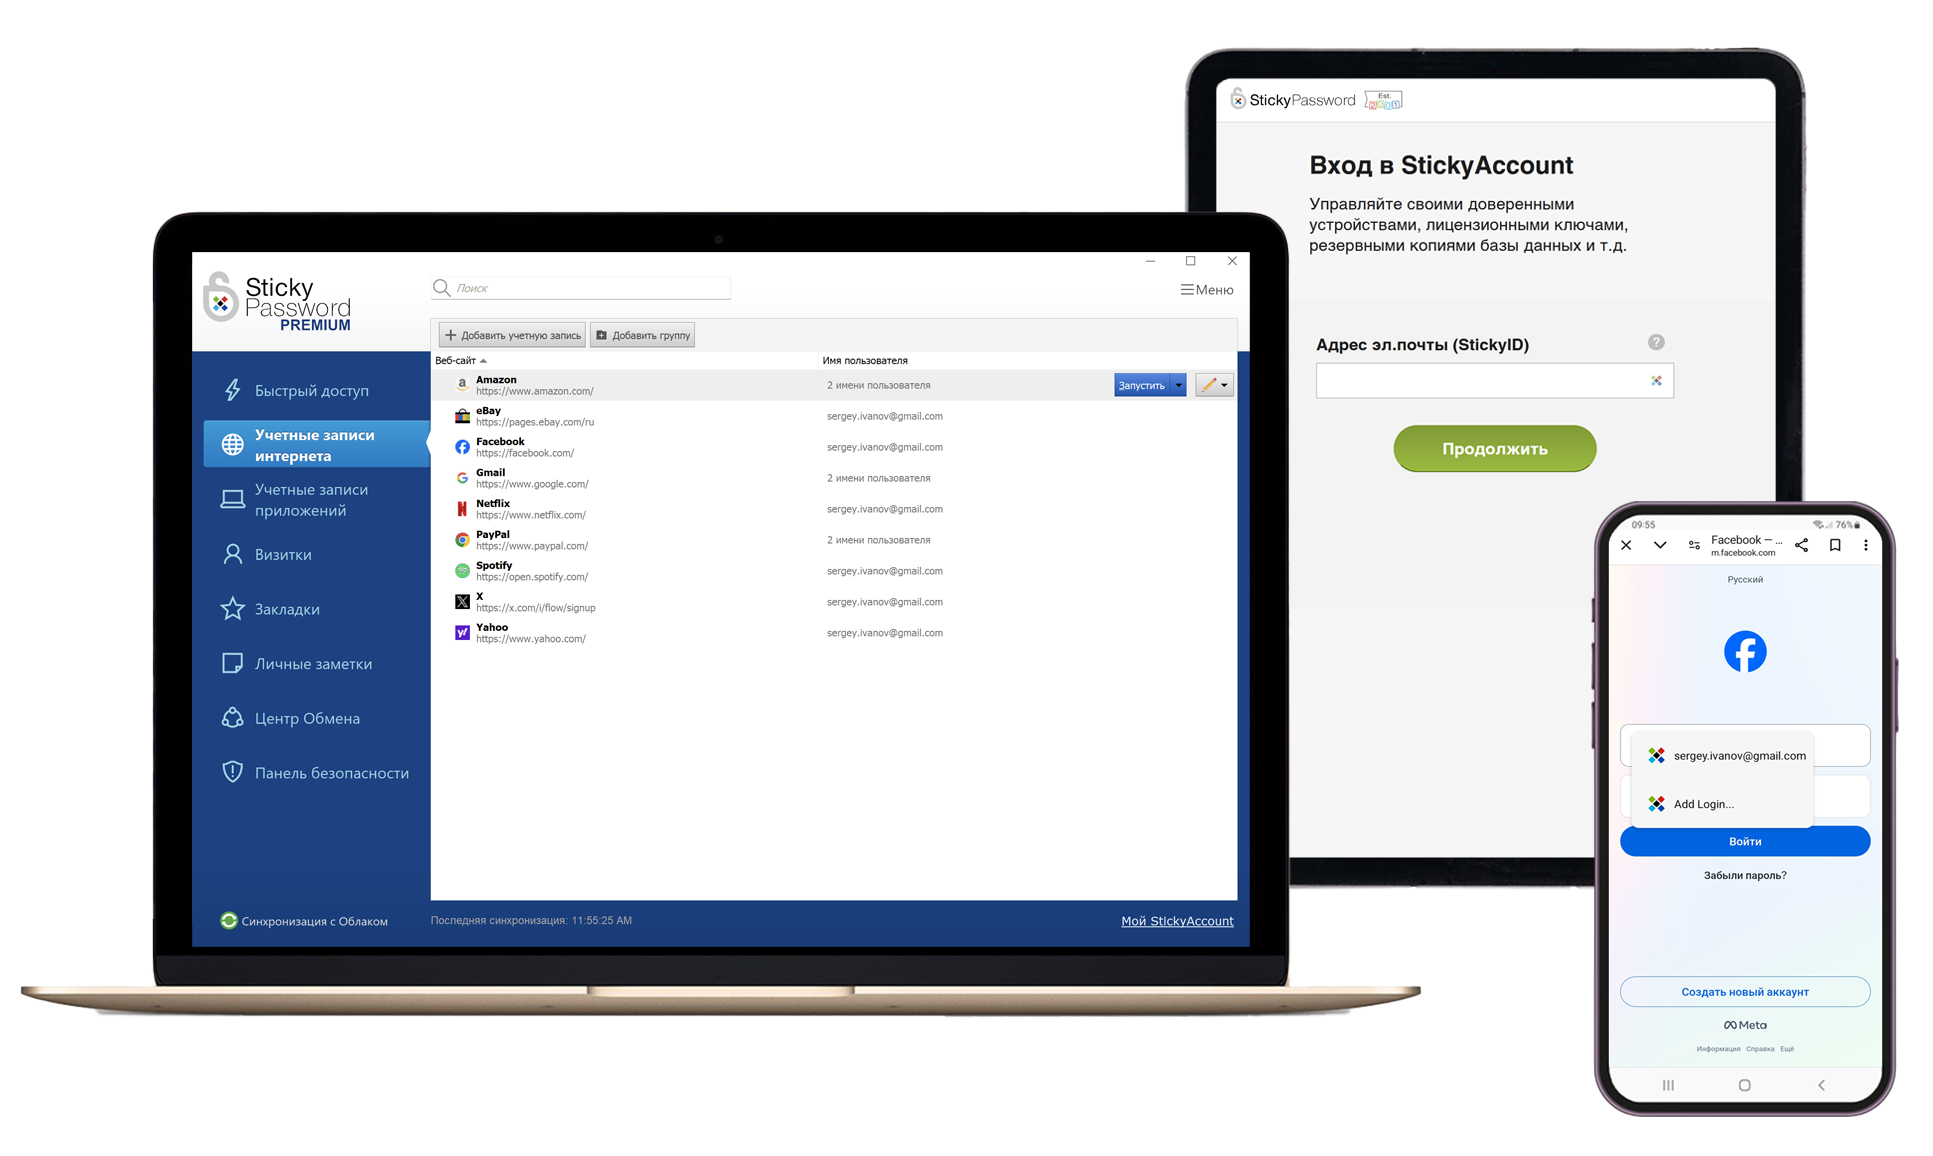 Sticky
Password
PREMIUM
Поиск
Меню
Добавить учетную запись
Добавить группу
Веб-сайт
Имя пользователя
Быстрый доступ
Учетные записи
интернета
Учетные записи
приложений
Визитки
Закладки
Личные заметки
Центр Обмена
Панель безопасности
Amazon
https://www.amazon.com/
2 имени пользователя
Запустить
eBay
https://pages.ebay.com/ru
sergey.ivanov@gmail.com
Facebook
https://facebook.com/
sergey.ivanov@gmail.com
Gmail
https://www.google.com/
2 имени пользователя
Netflix
https://www.netflix.com/
sergey.ivanov@gmail.com
PayPal
https://www.paypal.com/
2 имени пользователя
Spotify
https://open.spotify.com/
sergey.ivanov@gmail.com
X
https://x.com/i/flow/signup
sergey.ivanov@gmail.com
Yahoo
https://www.yahoo.com/
sergey.ivanov@gmail.com
Синхронизация с Облаком
Последняя синхронизация: 11:55:25 AM
Мой StickyAccount
StickyPassword
Est.
2001
Вход в StickyAccount
Управляйте своими доверенными
устройствами, лицензионными ключами,
резервными копиями базы данных и т.д.
Адрес эл.почты (StickyID)
?
Продолжить
09:55
76%
Facebook — ...
m.facebook.com
Русский
sergey.ivanov@gmail.com
Add Login...
Войти
Забыли пароль?
Создать новый аккаунт
Meta
Информация Справка Ещё